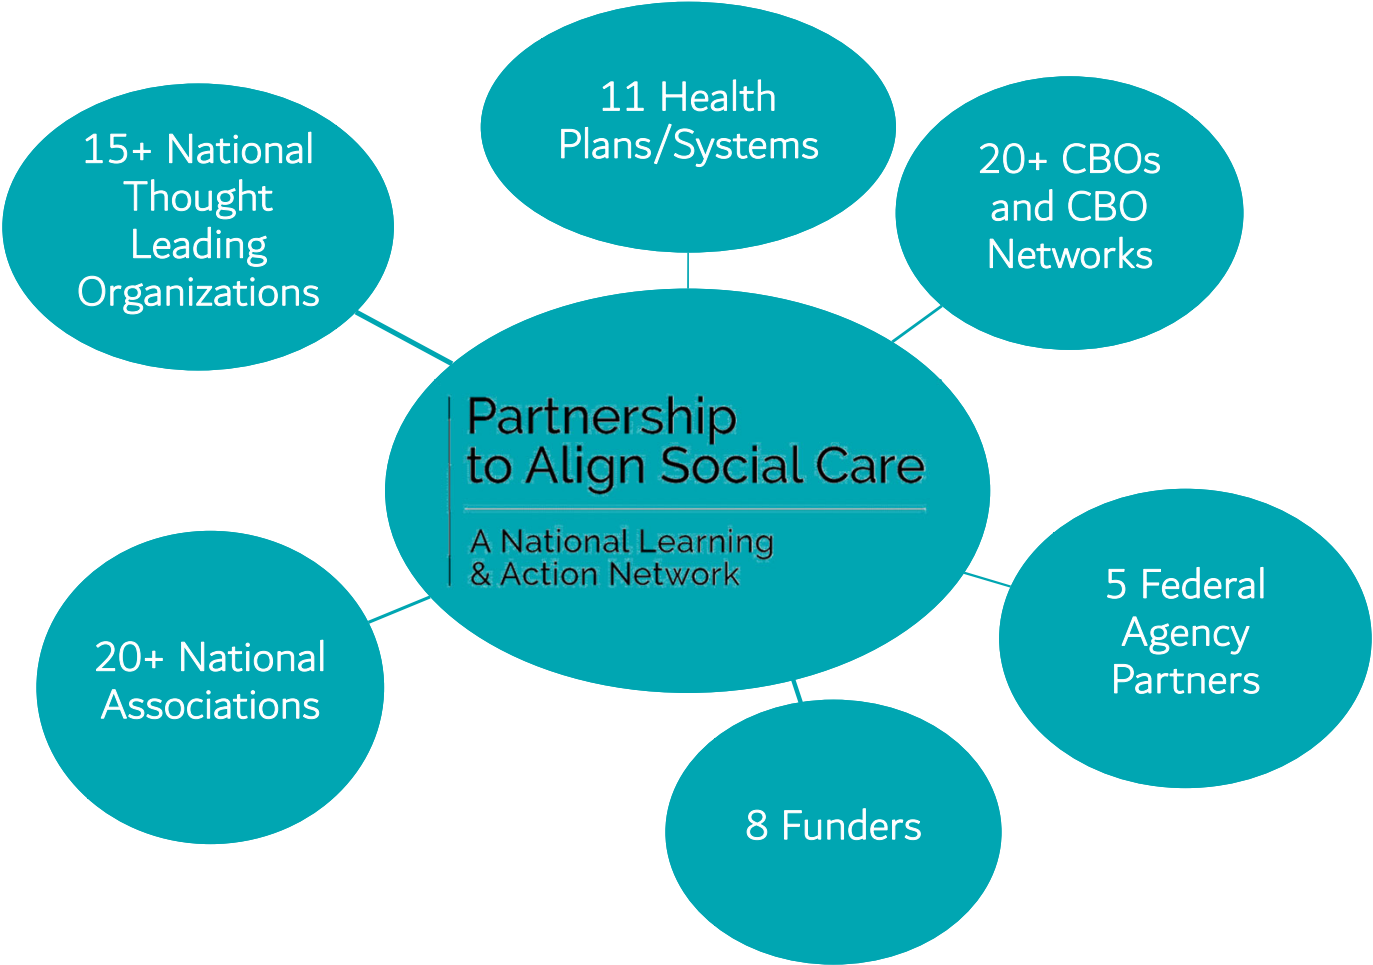 11 Health
Plans/Systems
15+ National
Thought
Leading
Organizations
20+ CBOs
and CBO
Networks
Partnership
to Align Social Care
A National Learning
& Action Network
5 Federal
Agency
Partners
20+ National
Associations
8 Funders